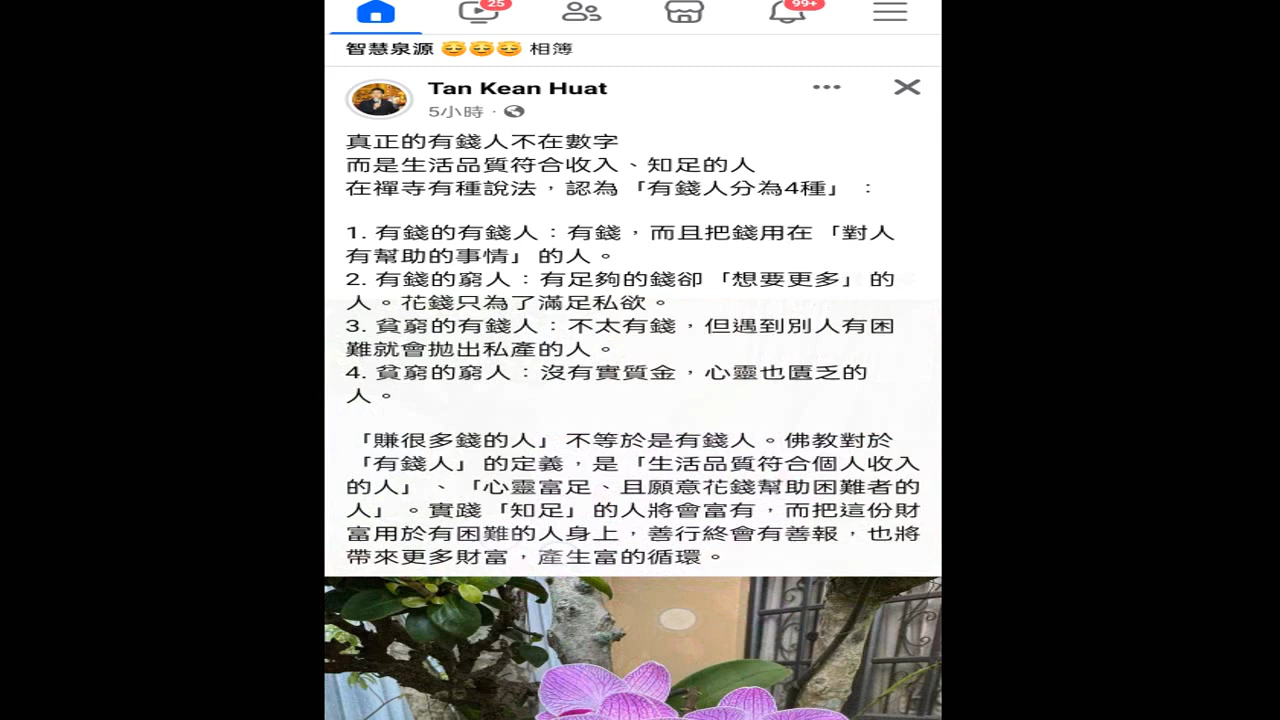 25
99+
智慧泉源 😇😇😇 相簿
Tan Kean Huat
5小時 ·
真正的有錢人不在數字
而是生活品質符合收入、知足的人
在禪寺有種說法，認為「有錢人分為4種」：
1. 有錢的有錢人：有錢，而且把錢用在「對人
有幫助的事情」的人。
2. 有錢的窮人：有足夠的錢卻「想要更多」的
人。花錢只為了滿足私欲。
3. 貧窮的有錢人：不太有錢，但遇到別人有困
難就會拋出私產的人。
4. 貧窮的窮人：沒有實質金，心靈也匱乏的
人。
「賺很多錢的人」不等於是有錢人。佛教對於
「有錢人」的定義，是「生活品質符合個人收入
的人」、「心靈富足、且願意花錢幫助困難者的
人」。實踐「知足」的人將會富有，而把這份財
富用於有困難的人身上，善行終會有善報，也將
帶來更多財富，產生富的循環。